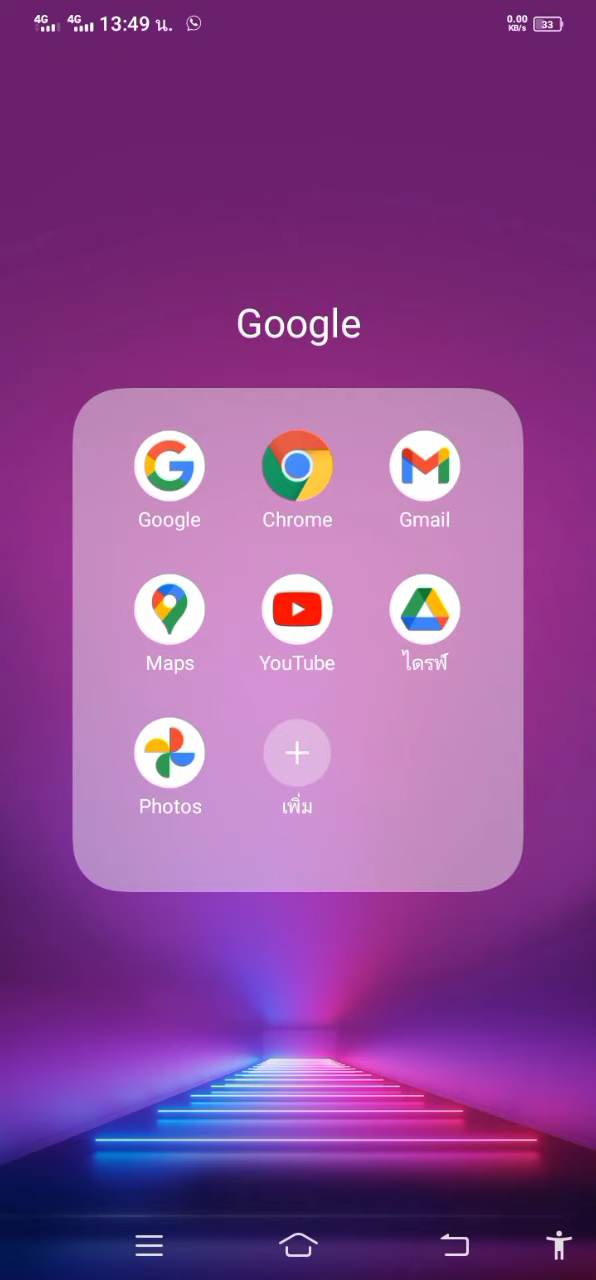 4G 4G 13:49 น. 0.00 KB/s 33
Google
Google Chrome Gmail
Maps YouTube ไดรฟ์
Photos เพิ่ม